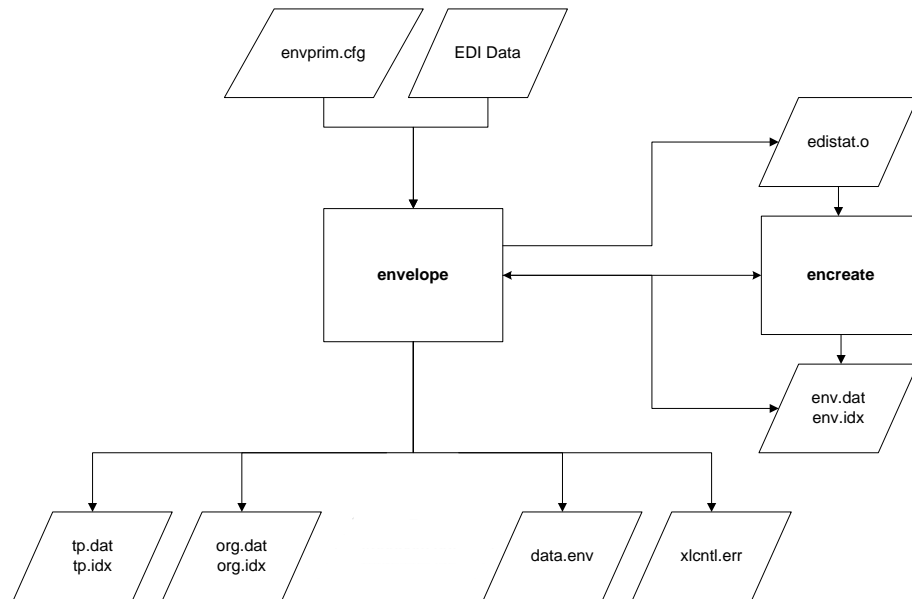 envprim.cfg
EDI Data
edistat.o
envelope
encreate
env.dat
env.idx
tp.dat
tp.idx
org.dat
org.idx
data.env
xlcntl.err